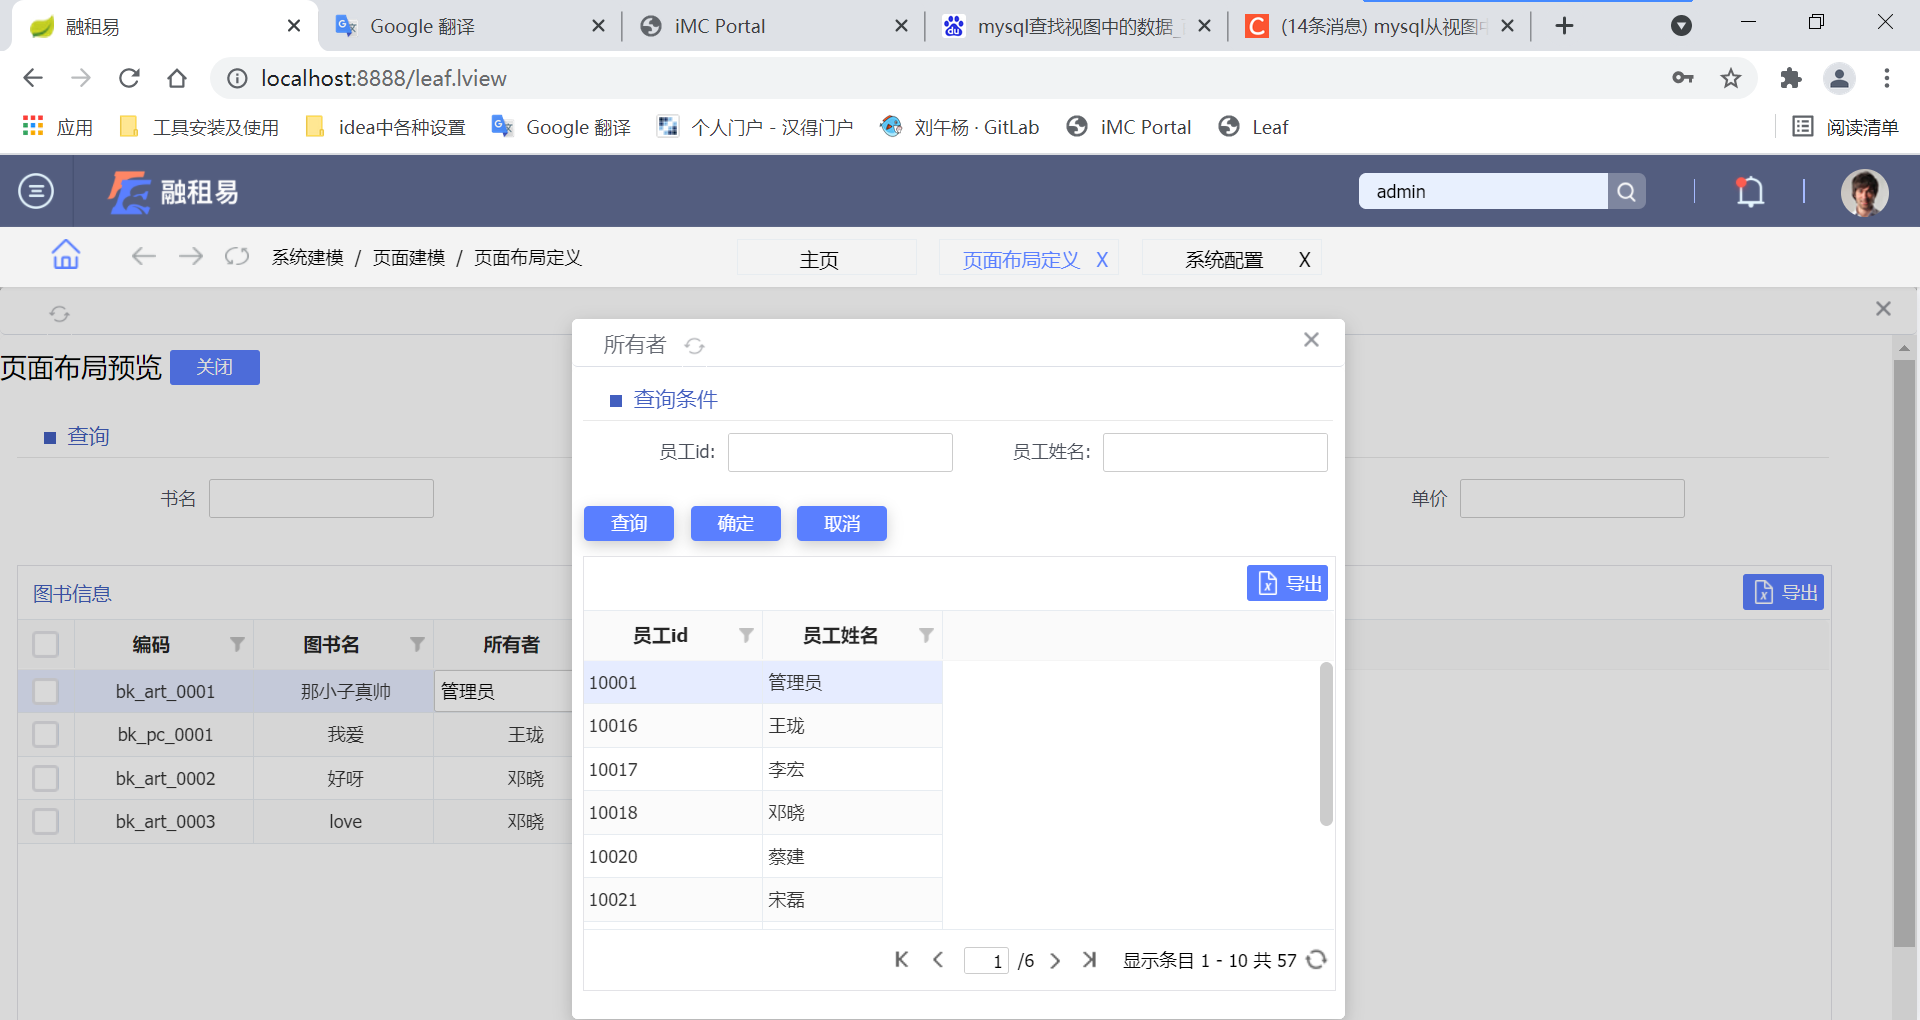 融租易
Google 翻译
iMC Portal
mysql查找视图中的数据_
(14条消息) mysql从视图
localhost:8888/leaf.lview
应用
工具安装及使用
idea中各种设置
Google 翻译
个人门户 - 汉得门户
刘午杨 · GitLab
iMC Portal
Leaf
阅读清单
融租易
admin
系统建模 / 页面建模 / 页面布局定义
主页
页面布局定义 X
系统配置 X
页面布局预览
关闭
查询
书名
单价
图书信息
导出
编码 图书名 所有者
bk_art_0001 那小子真帅 管理员
bk_pc_0001 我爱 王珑
bk_art_0002 好呀 邓晓
bk_art_0003 love 邓晓
所有者
查询条件
员工id:
员工姓名:
查询 确定 取消
导出
员工id 员工姓名
10001 管理员
10016 王珑
10017 李宏
10018 邓晓
10020 蔡建
10021 宋磊
1 /6 显示条目 1 - 10 共 57